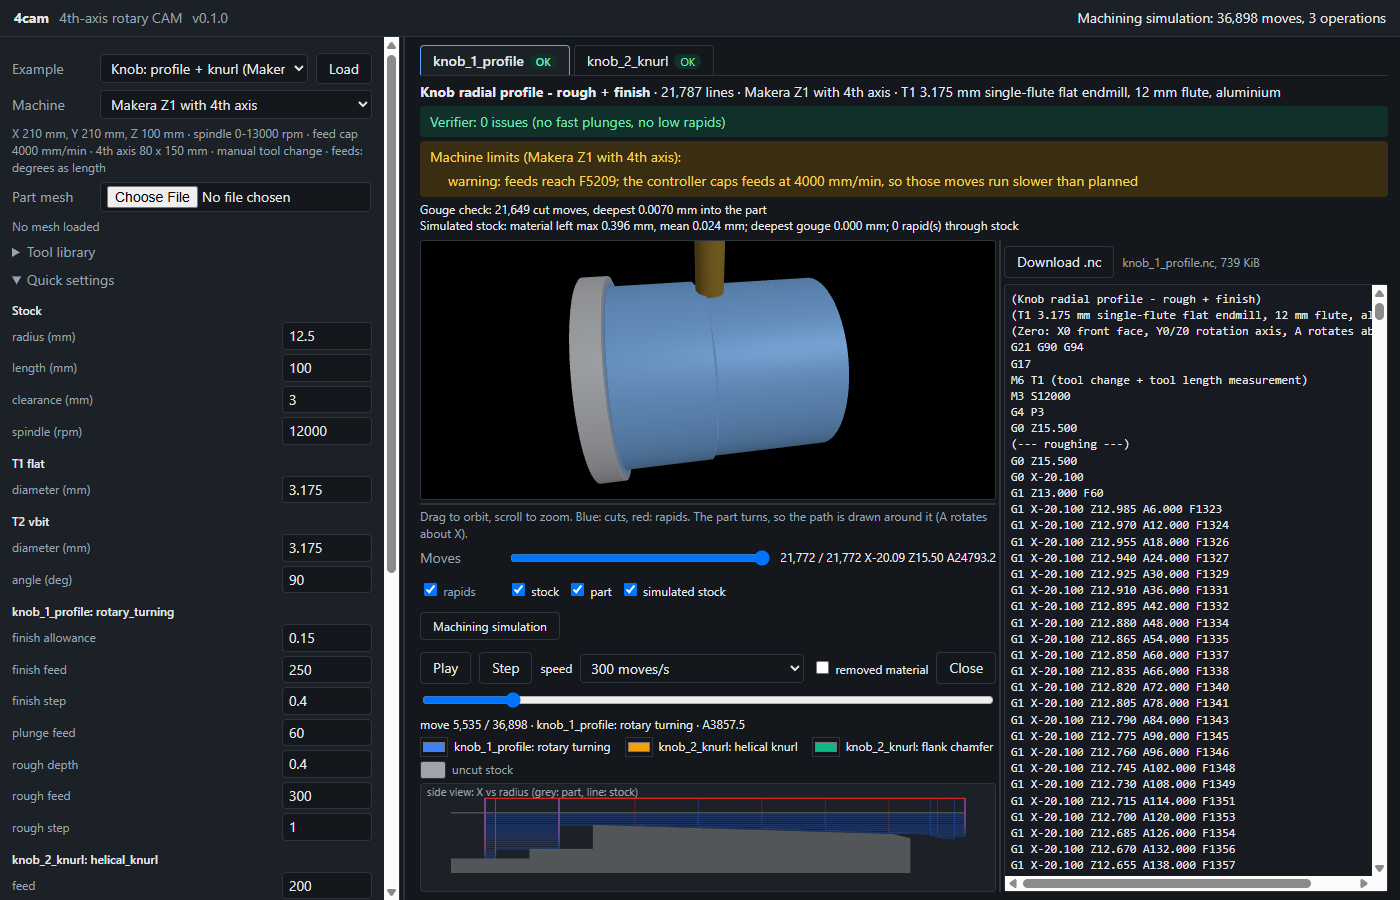 4cam 4th-axis rotary CAM v0.1.0
Machining simulation: 36,898 moves, 3 operations
Example Knob: profile + knurl (Maker Load
Machine Makera Z1 with 4th axis
X 210 mm, Y 210 mm, Z 100 mm · spindle 0-13000 rpm · feed cap
4000 mm/min · 4th axis 80 x 150 mm · manual tool change · feeds:
degrees as length
Part mesh Choose File No file chosen
No mesh loaded
Tool library
Quick settings
Stock
radius (mm) 12.5
length (mm) 100
clearance (mm) 3
spindle (rpm) 12000
T1 flat
diameter (mm) 3.175
T2 vbit
diameter (mm) 3.175
angle (deg) 90
knob_1_profile: rotary_turning
finish allowance 0.15
finish feed 250
finish step 0.4
plunge feed 60
rough depth 0.4
rough feed 300
rough step 1
knob_2_knurl: helical_knurl
feed 200
knob_1_profile OK knob_2_knurl OK
Knob radial profile - rough + finish · 21,787 lines · Makera Z1 with 4th axis · T1 3.175 mm single-flute flat endmill, 12 mm flute, aluminium
Verifier: 0 issues (no fast plunges, no low rapids)
Machine limits (Makera Z1 with 4th axis):
warning: feeds reach F5209; the controller caps feeds at 4000 mm/min, so those moves run slower than planned
Gouge check: 21,649 cut moves, deepest 0.0070 mm into the part
Simulated stock: material left max 0.396 mm, mean 0.024 mm; deepest gouge 0.000 mm; 0 rapid(s) through stock
Drag to orbit, scroll to zoom. Blue: cuts, red: rapids. The part turns, so the path is drawn around it (A rotates
about X).
Moves 21,772 / 21,772 X-20.09 Z15.50 A24793.2
rapids stock part simulated stock
Machining simulation
Play Step speed 300 moves/s removed material Close
move 5,535 / 36,898 · knob_1_profile: rotary turning · A3857.5
knob_1_profile: rotary turning knob_2_knurl: helical knurl knob_2_knurl: flank chamfer
uncut stock
side view: X vs radius (grey: part, line: stock)
Download .nc knob_1_profile.nc, 739 KiB
(Knob radial profile - rough + finish)
(T1 3.175 mm single-flute flat endmill, 12 mm flute, al
(Zero: X0 front face, Y0/Z0 rotation axis, A rotates ab
G21 G90 G94
G17
M6 T1 (tool change + tool length measurement)
M3 S12000
G4 P3
G0 Z15.500
(--- roughing ---)
G0 Z15.500
G0 X-20.100
G1 Z13.000 F60
G1 X-20.100 Z12.985 A6.000 F1323
G1 X-20.100 Z12.970 A12.000 F1324
G1 X-20.100 Z12.955 A18.000 F1326
G1 X-20.100 Z12.940 A24.000 F1327
G1 X-20.100 Z12.925 A30.000 F1329
G1 X-20.100 Z12.910 A36.000 F1331
G1 X-20.100 Z12.895 A42.000 F1332
G1 X-20.100 Z12.880 A48.000 F1334
G1 X-20.100 Z12.865 A54.000 F1335
G1 X-20.100 Z12.850 A60.000 F1337
G1 X-20.100 Z12.835 A66.000 F1338
G1 X-20.100 Z12.820 A72.000 F1340
G1 X-20.100 Z12.805 A78.000 F1341
G1 X-20.100 Z12.790 A84.000 F1343
G1 X-20.100 Z12.775 A90.000 F1345
G1 X-20.100 Z12.760 A96.000 F1346
G1 X-20.100 Z12.745 A102.000 F1348
G1 X-20.100 Z12.730 A108.000 F1349
G1 X-20.100 Z12.715 A114.000 F1351
G1 X-20.100 Z12.700 A120.000 F1353
G1 X-20.100 Z12.685 A126.000 F1354
G1 X-20.100 Z12.670 A132.000 F1356
G1 X-20.100 Z12.655 A138.000 F1357